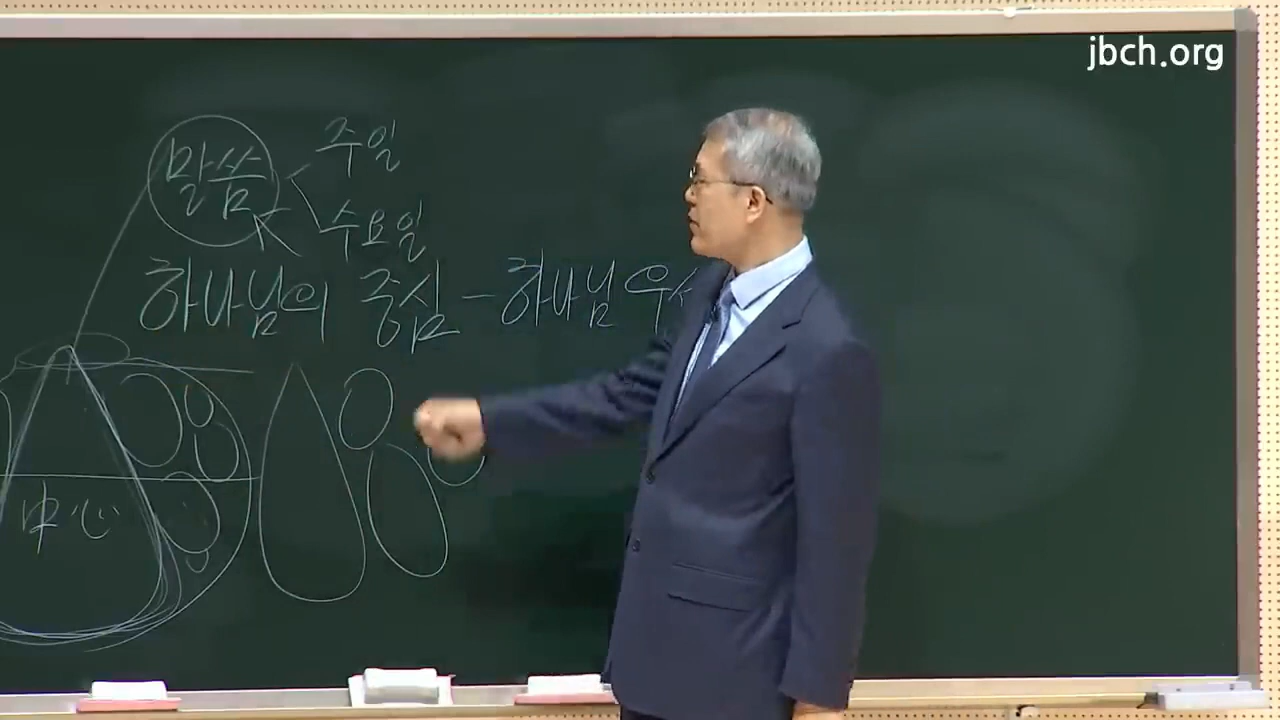 jbch.org
말씀
주일
수요일
하나님의 중심 – 하나님 우
中心